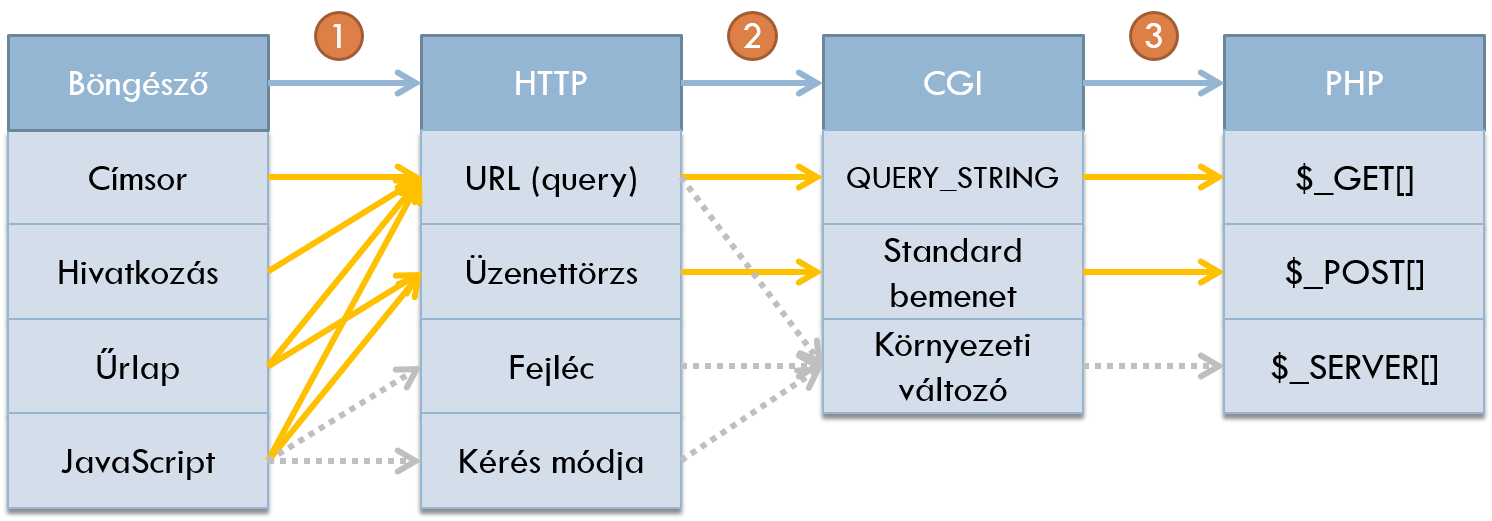 1
2
3
Böngésző
HTTP
CGI
PHP
Címsor
URL (query)
QUERY_STRING
$_GET[]
Hivatkozás
Üzenettörzs
Standard
bemenet
$_POST[]
Űrlap
Fejléc
Környezeti
változó
$_SERVER[]
JavaScript
Kérés módja